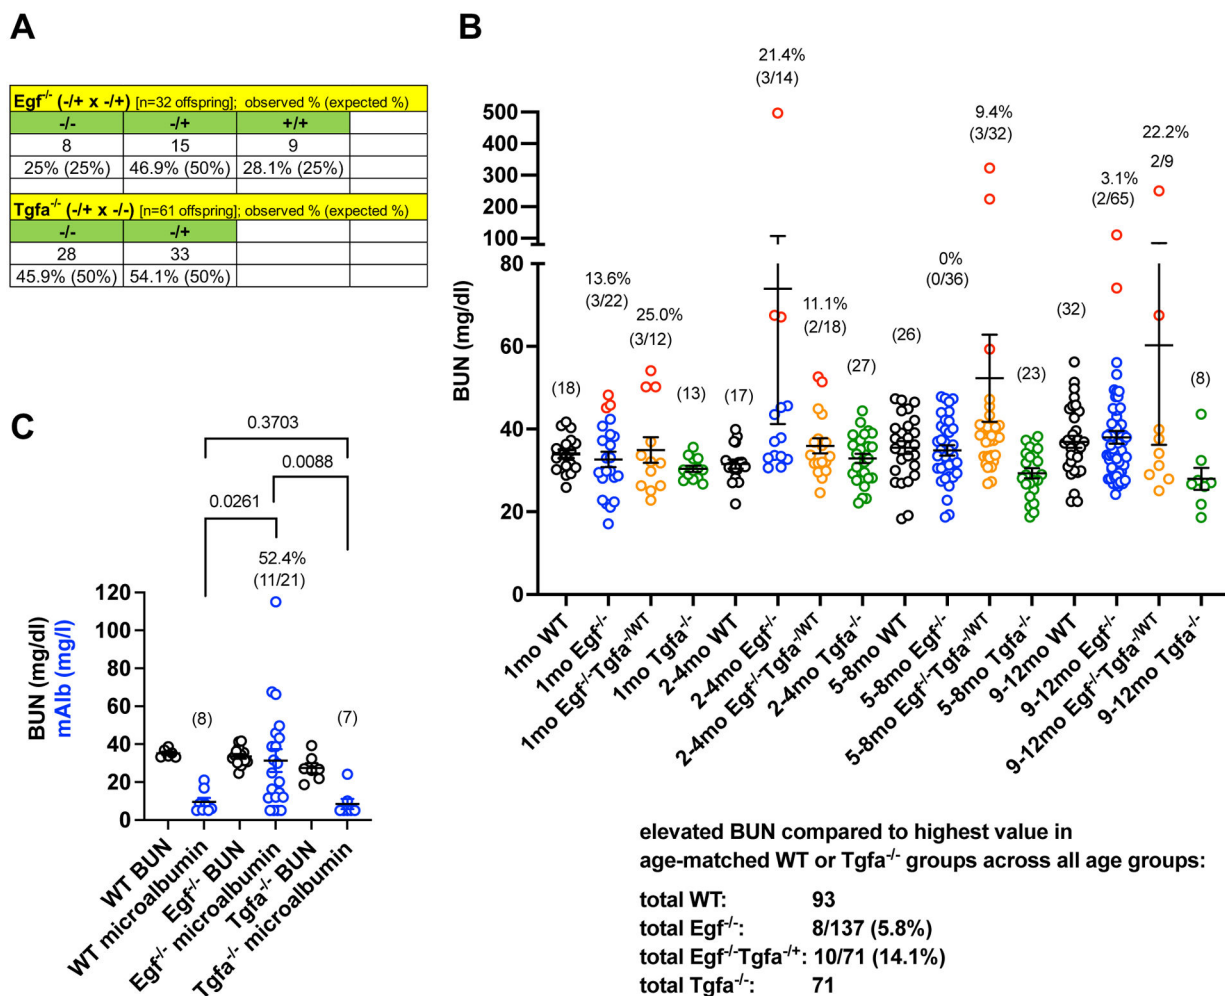 A
Egf-/- (-/+ x -/+) [n=32 offspring]; observed % (expected %)
-/- -/+ +/+
8 15 9
25% (25%) 46.9% (50%) 28.1% (25%)
Tgfa-/- (-/+ x -/-) [n=61 offspring]; observed % (expected %)
-/- -/+
28 33
45.9% (50%) 54.1% (50%)
B
BUN (mg/dl)
500
400
300
200
100
80
60
40
20
0
(18)
13.6%
(3/22)
25.0%
(3/12)
(13)
(17)
21.4%
(3/14)
11.1%
(2/18)
(27)
(26)
0%
(0/36)
9.4%
(3/32)
(23)
(32)
3.1%
(2/65)
22.2%
2/9
(8)
1mo WT
1mo Egf-/-
1mo Egf-/-Tgfa-/WT
1mo Tgfa-/-
2-4mo WT
2-4mo Egf-/-
2-4mo Egf-/-Tgfa-/WT
2-4mo Tgfa-/-
5-8mo WT
5-8mo Egf-/-
5-8mo Egf-/-Tgfa-/WT
5-8mo Tgfa-/-
9-12mo WT
9-12mo Egf-/-
9-12mo Egf-/-Tgfa-/WT
9-12mo Tgfa-/-
C
0.3703
0.0088
0.0261
52.4%
(11/21)
(8)
(7)
BUN (mg/dl)
mAlb (mg/l)
120
100
80
60
40
20
0
WT BUN
WT microalbumin
Egf-/- BUN
Egf-/- microalbumin
Tgfa-/- BUN
Tgfa-/- microalbumin
elevated BUN compared to highest value in
age-matched WT or Tgfa-/- groups across all age groups:
total WT: 93
total Egf-/-: 8/137 (5.8%)
total Egf-/-Tgfa-/+: 10/71 (14.1%)
total Tgfa-/-: 71